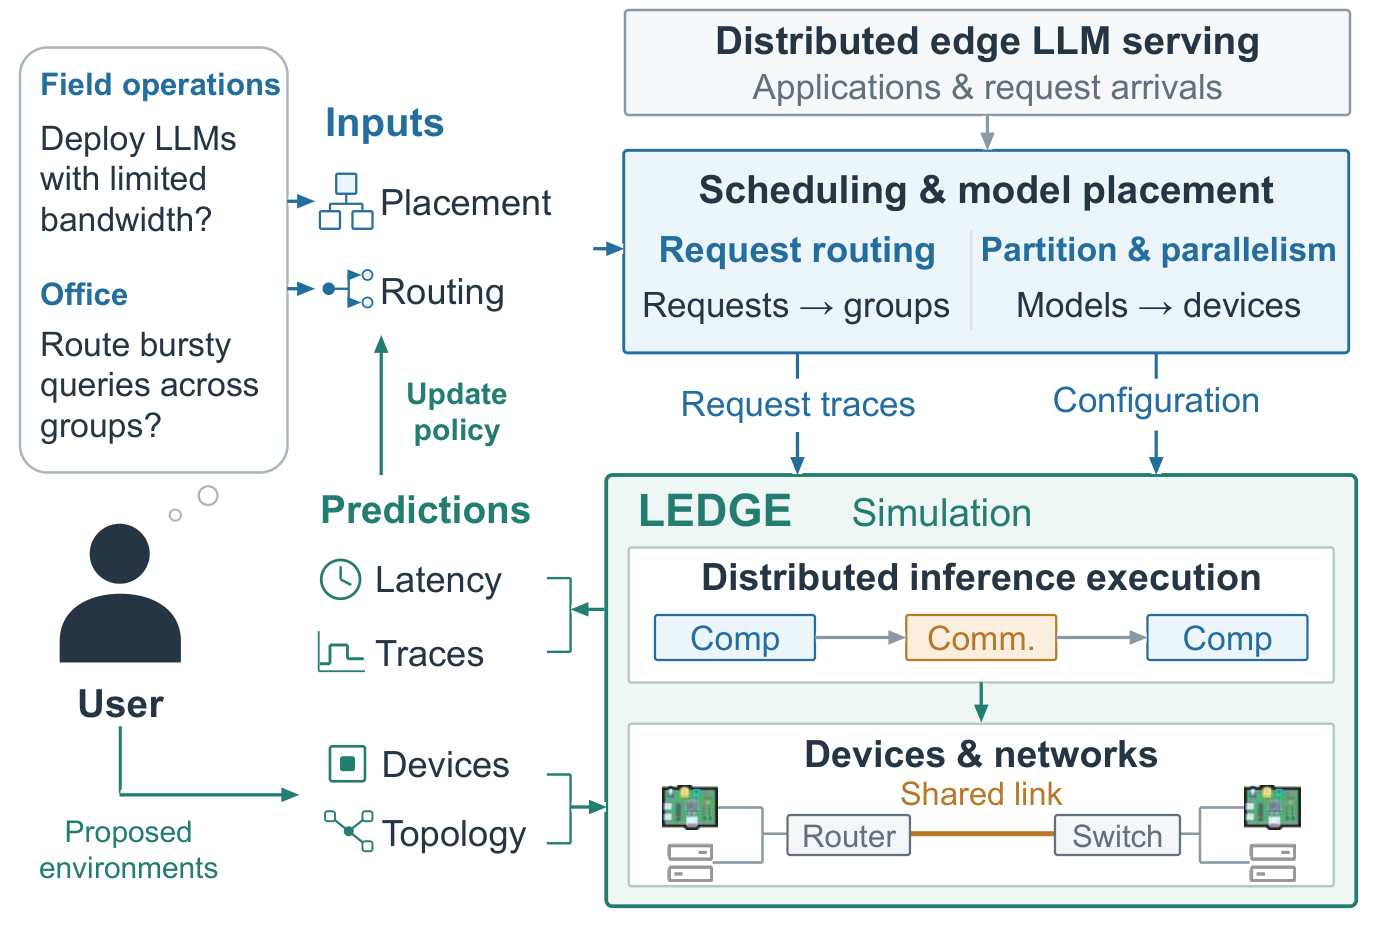 Field operations
Deploy LLMs
with limited
bandwidth?
Office
Route bursty
queries across
groups?
User
Proposed
environments
Inputs
Placement
Routing
Update
policy
Predictions
Latency
Traces
Devices
Topology
Distributed edge LLM serving
Applications & request arrivals
Scheduling & model placement
Request routing
Requests → groups
Partition & parallelism
Models → devices
Request traces
Configuration
LEDGE Simulation
Distributed inference execution
Comp Comm. Comp
Devices & networks
Shared link
Router Switch